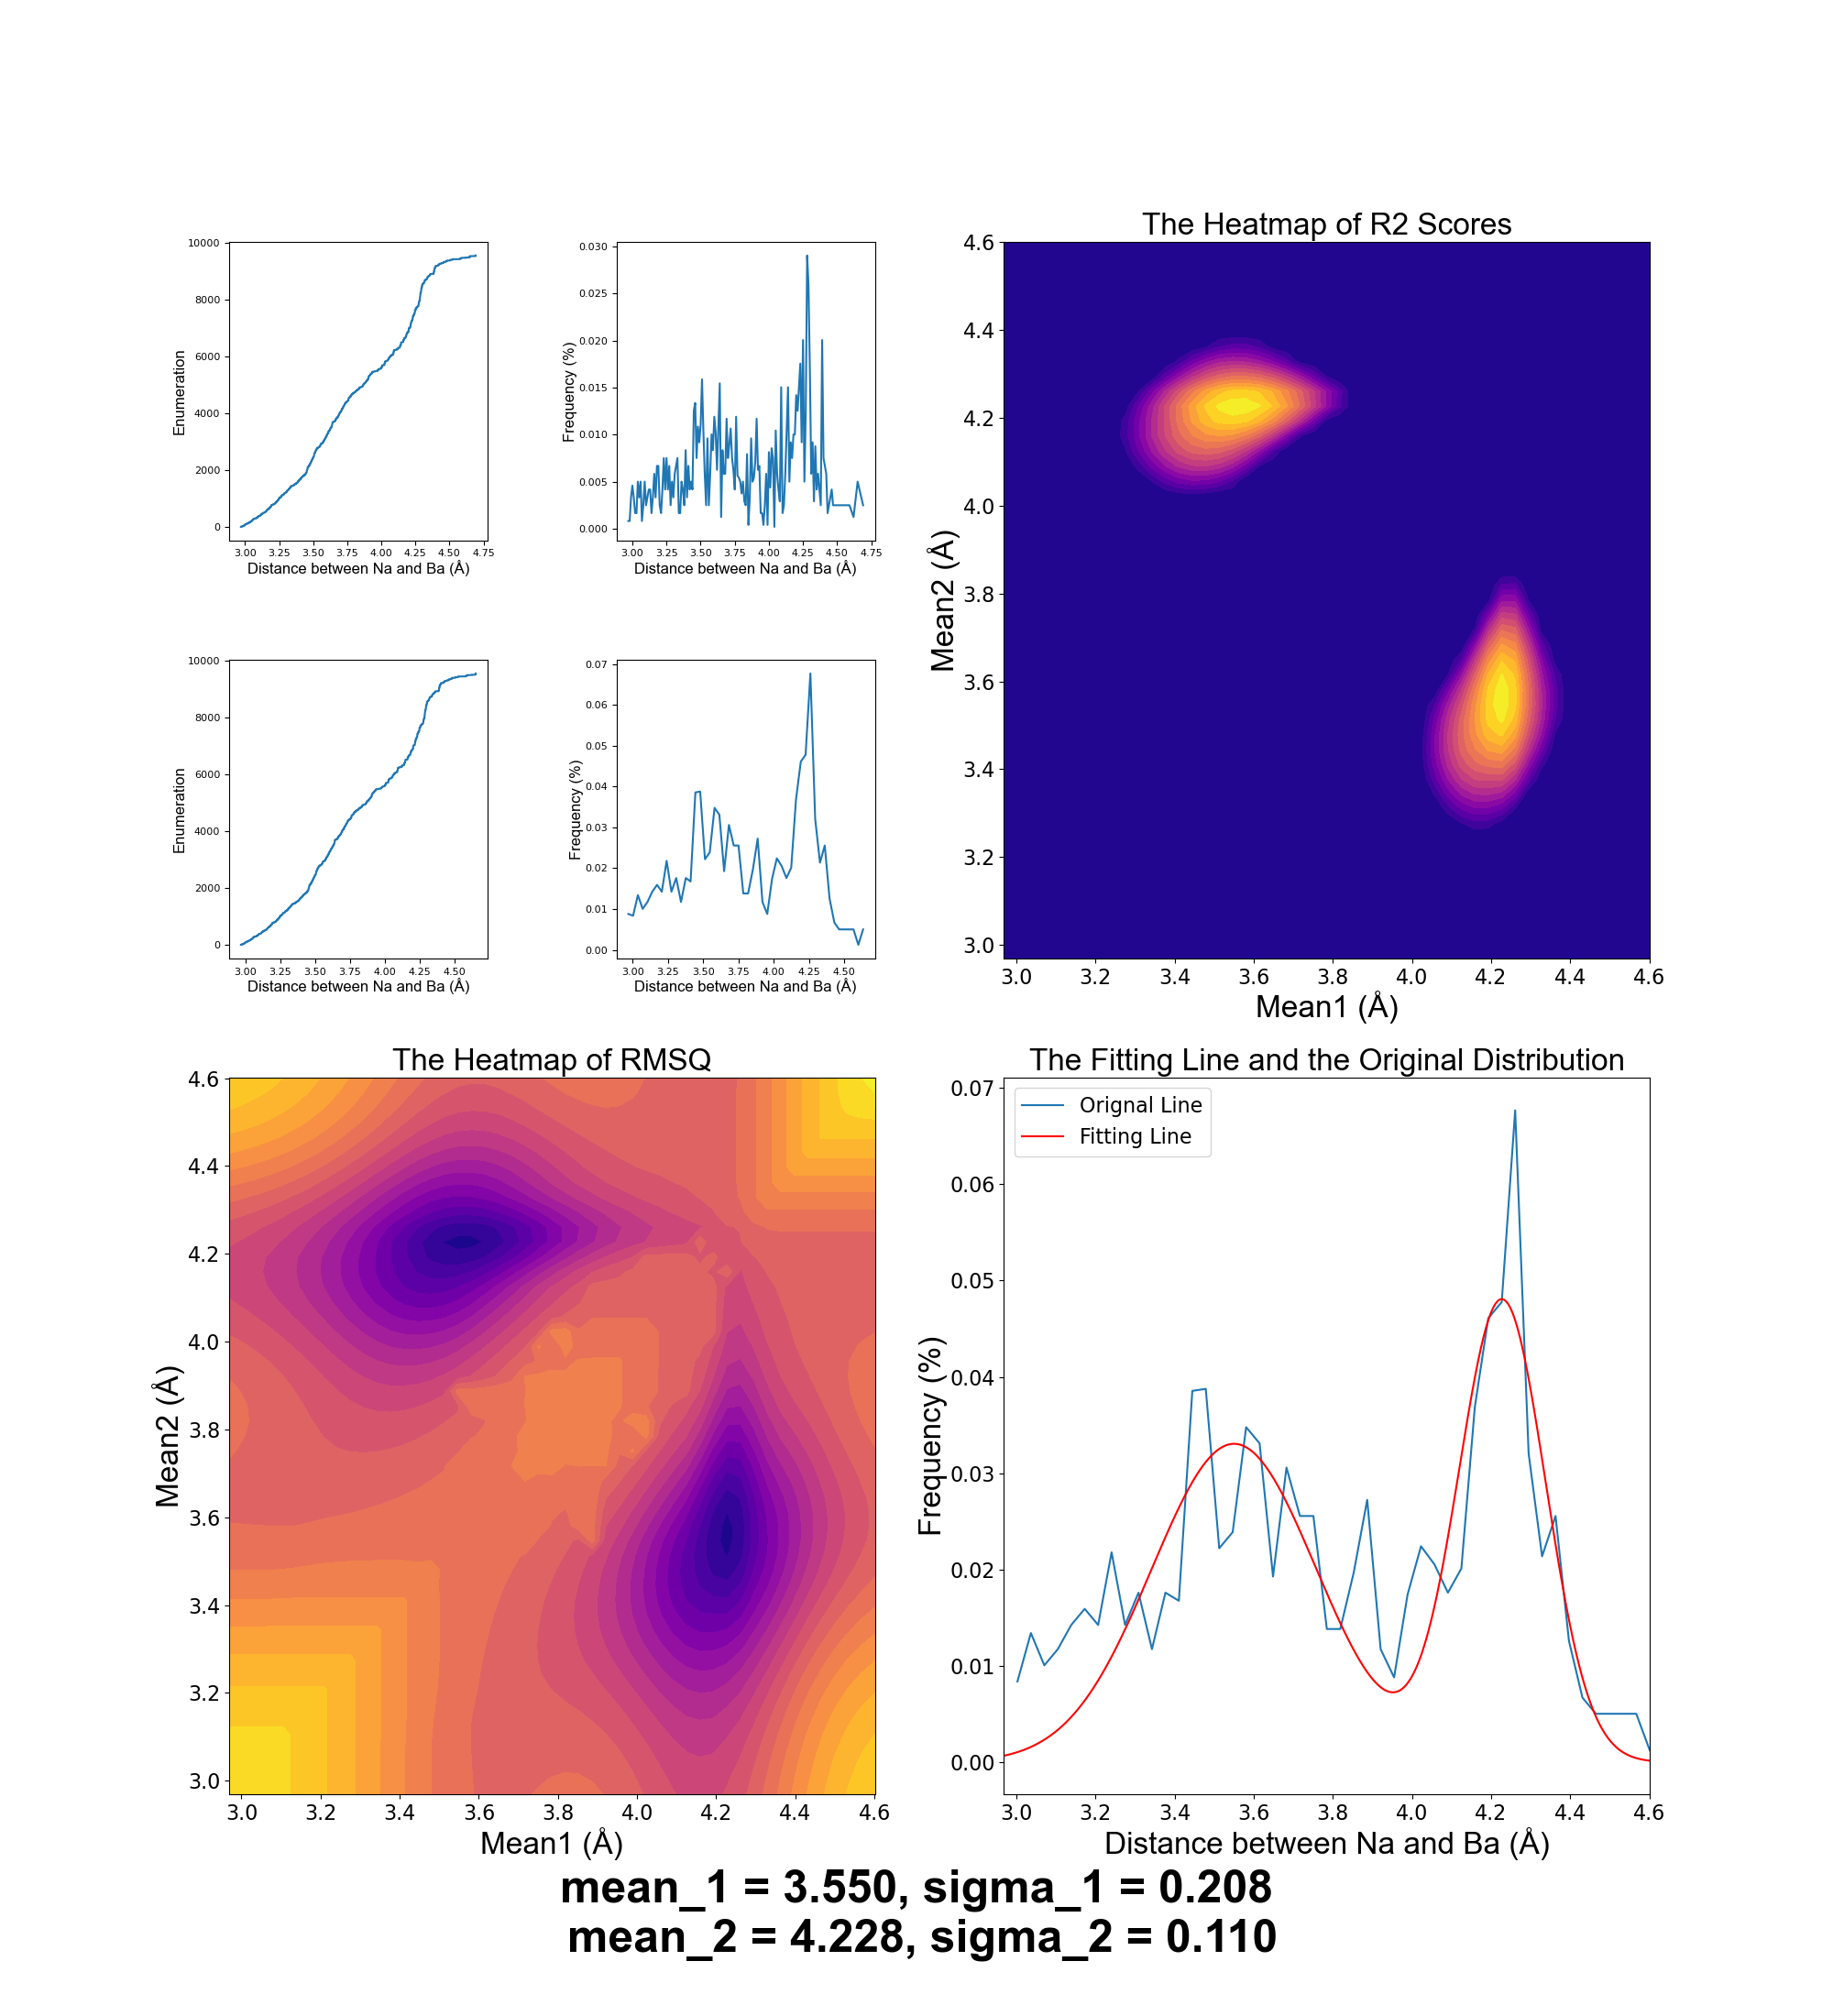 The Heatmap of R2 Scores
10000
8000
6000
4000
2000
0
Enumeration
3.00 3.25 3.50 3.75 4.00 4.25 4.50 4.75
Distance between Na and Ba (Å)
0.030
0.025
0.020
0.015
0.010
0.005
0.000
Frequency (%)
3.00 3.25 3.50 3.75 4.00 4.25 4.50 4.75
Distance between Na and Ba (Å)
4.6
4.4
4.2
4.0
3.8
3.6
3.4
3.2
3.0
Mean2 (Å)
3.0 3.2 3.4 3.6 3.8 4.0 4.2 4.4 4.6
Mean1 (Å)
10000
8000
6000
4000
2000
0
Enumeration
3.00 3.25 3.50 3.75 4.00 4.25 4.50
Distance between Na and Ba (Å)
0.07
0.06
0.05
0.04
0.03
0.02
0.01
0.00
Frequency (%)
3.00 3.25 3.50 3.75 4.00 4.25 4.50
Distance between Na and Ba (Å)
The Heatmap of RMSQ
4.6
4.4
4.2
4.0
3.8
3.6
3.4
3.2
3.0
Mean2 (Å)
3.0 3.2 3.4 3.6 3.8 4.0 4.2 4.4 4.6
Mean1 (Å)
The Fitting Line and the Original Distribution
Orignal Line
Fitting Line
0.07
0.06
0.05
0.04
0.03
0.02
0.01
0.00
Frequency (%)
3.0 3.2 3.4 3.6 3.8 4.0 4.2 4.4 4.6
Distance between Na and Ba (Å)
mean_1 = 3.550, sigma_1 = 0.208
mean_2 = 4.228, sigma_2 = 0.110